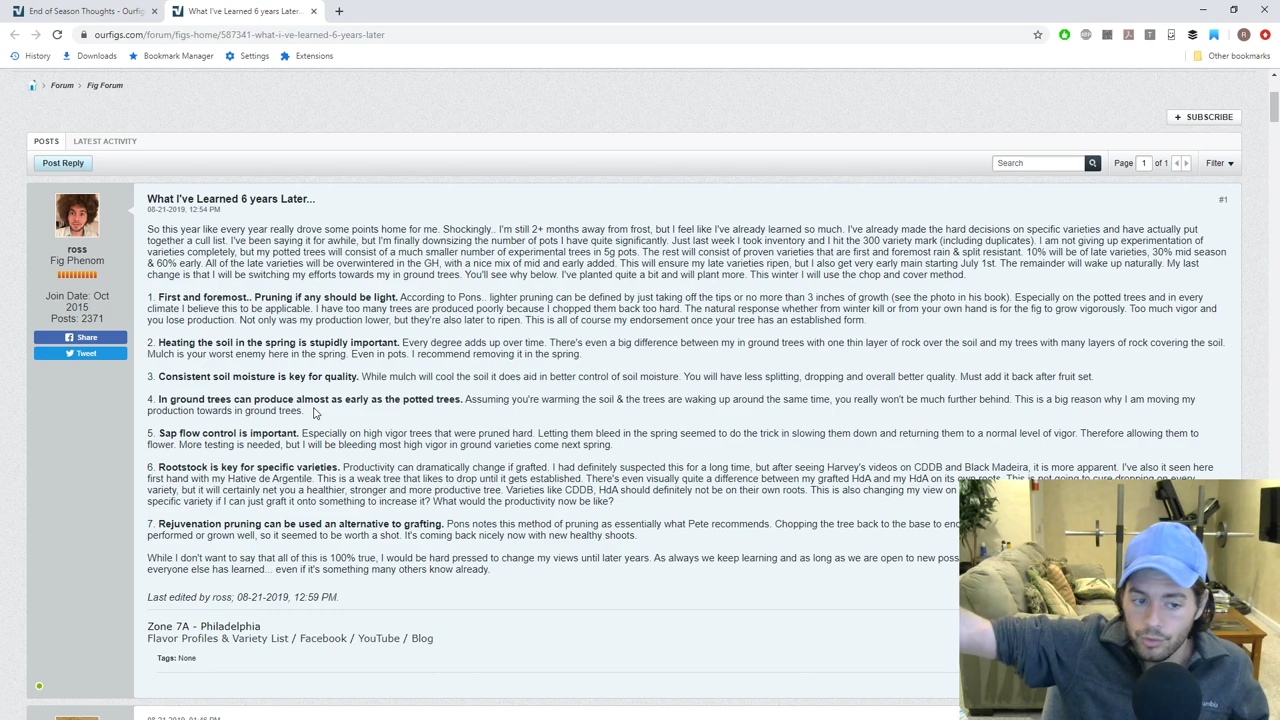 End of Season Thoughts - Ourfig
What I've Learned 6 years Later...
ourfigs.com/forum/figs-home/587341-what-i-ve-learned-6-years-later
History
Downloads
Bookmark Manager
Settings
Extensions
Other bookmarks
Forum
Fig Forum
+ SUBSCRIBE
POSTS
LATEST ACTIVITY
Post Reply
Search
Page 1 of 1
Filter
What I've Learned 6 years Later...
#1
08-21-2019, 12:54 PM
ross
Fig Phenom
Join Date: Oct
2015
Posts: 2371
Share
Tweet
So this year like every year really drove some points home for me. Shockingly.. I'm still 2+ months away from frost, but I feel like I've already learned so much. I've already made the hard decisions on specific varieties and have actually put
together a cull list. I've been saying it for awhile, but I'm finally downsizing the number of pots I have quite significantly. Just last week I took inventory and I hit the 300 variety mark (including duplicates). I am not giving up experimentation of
varieties completely, but my potted trees will consist of a much smaller number of experimental trees in 5g pots. The rest will consist of proven varieties that are first and foremost rain & split resistant. 10% will be of late varieties, 30% mid season
& 60% early. All of the late varieties will be overwintered in the GH, with a nice mix of mid and early added. This will ensure my late varieties ripen, but I also get very early main starting July 1st. The remainder will wake up naturally. My last
change is that I will be switching my efforts towards my in ground trees. You'll see why below. I've planted quite a bit and will plant more. This winter I will use the chop and cover method.
1. First and foremost.. Pruning if any should be light. According to Pons.. lighter pruning can be defined by just taking off the tips or no more than 3 inches of growth (see the photo in his book). Especially on the potted trees and in every
climate I believe this to be applicable. I have too many trees are produced poorly because I chopped them back too hard. The natural response whether from winter kill or from your own hand is for the fig to grow vigorously. Too much vigor and
you lose production. Not only was my production lower, but they're also later to ripen. This is all of course my endorsement once your tree has an established form.
2. Heating the soil in the spring is stupidly important. Every degree adds up over time. There's even a big difference between my in ground trees with one thin layer of rock over the soil and my trees with many layers of rock covering the soil.
Mulch is your worst enemy here in the spring. Even in pots. I recommend removing it in the spring.
3. Consistent soil moisture is key for quality. While mulch will cool the soil it does aid in better control of soil moisture. You will have less splitting, dropping and overall better quality. Must add it back after fruit set.
4. In ground trees can produce almost as early as the potted trees. Assuming you're warming the soil & the trees are waking up around the same time, you really won't be much further behind. This is a big reason why I am moving my
production towards in ground trees.
5. Sap flow control is important. Especially on high vigor trees that were pruned hard. Letting them bleed in the spring seemed to do the trick in slowing them down and returning them to a normal level of vigor. Therefore allowing them to
flower. More testing is needed, but I will be bleeding most high vigor in ground varieties come next spring.
6. Rootstock is key for specific varieties. Productivity can dramatically change if grafted. I had definitely suspected this for a long time, but after seeing Harvey's videos on CDDB and Black Madeira, it is more apparent. I've also it seen here
first hand with my Hative de Argentile. This is a weak tree that likes to drop until it gets established. There's even visually quite a difference between my grafted HdA and my HdA on its own roots. This is not going to cure dropping on every
variety, but it will certainly net you a healthier, stronger and more productive tree. Varieties like CDDB, HdA should definitely not be on their own roots. This is also changing my view on
specific variety if I can just graft it onto something to increase it? What would the productivity now be like?
7. Rejuvenation pruning can be used an alternative to grafting. Pons notes this method of pruning as essentially what Pete recommends. Chopping the tree back to the base to enc
performed or grown well, so it seemed to be worth a shot. It's coming back nicely now with new healthy shoots.
While I don't want to say that all of this is 100% true, I would be hard pressed to change my views until later years. As always we keep learning and as long as we are open to new poss
everyone else has learned... even if it's something many others know already.
Last edited by ross; 08-21-2019, 12:59 PM.
Zone 7A - Philadelphia
Flavor Profiles & Variety List / Facebook / YouTube / Blog
Tags: None
08-21-2019, 01:46 PM